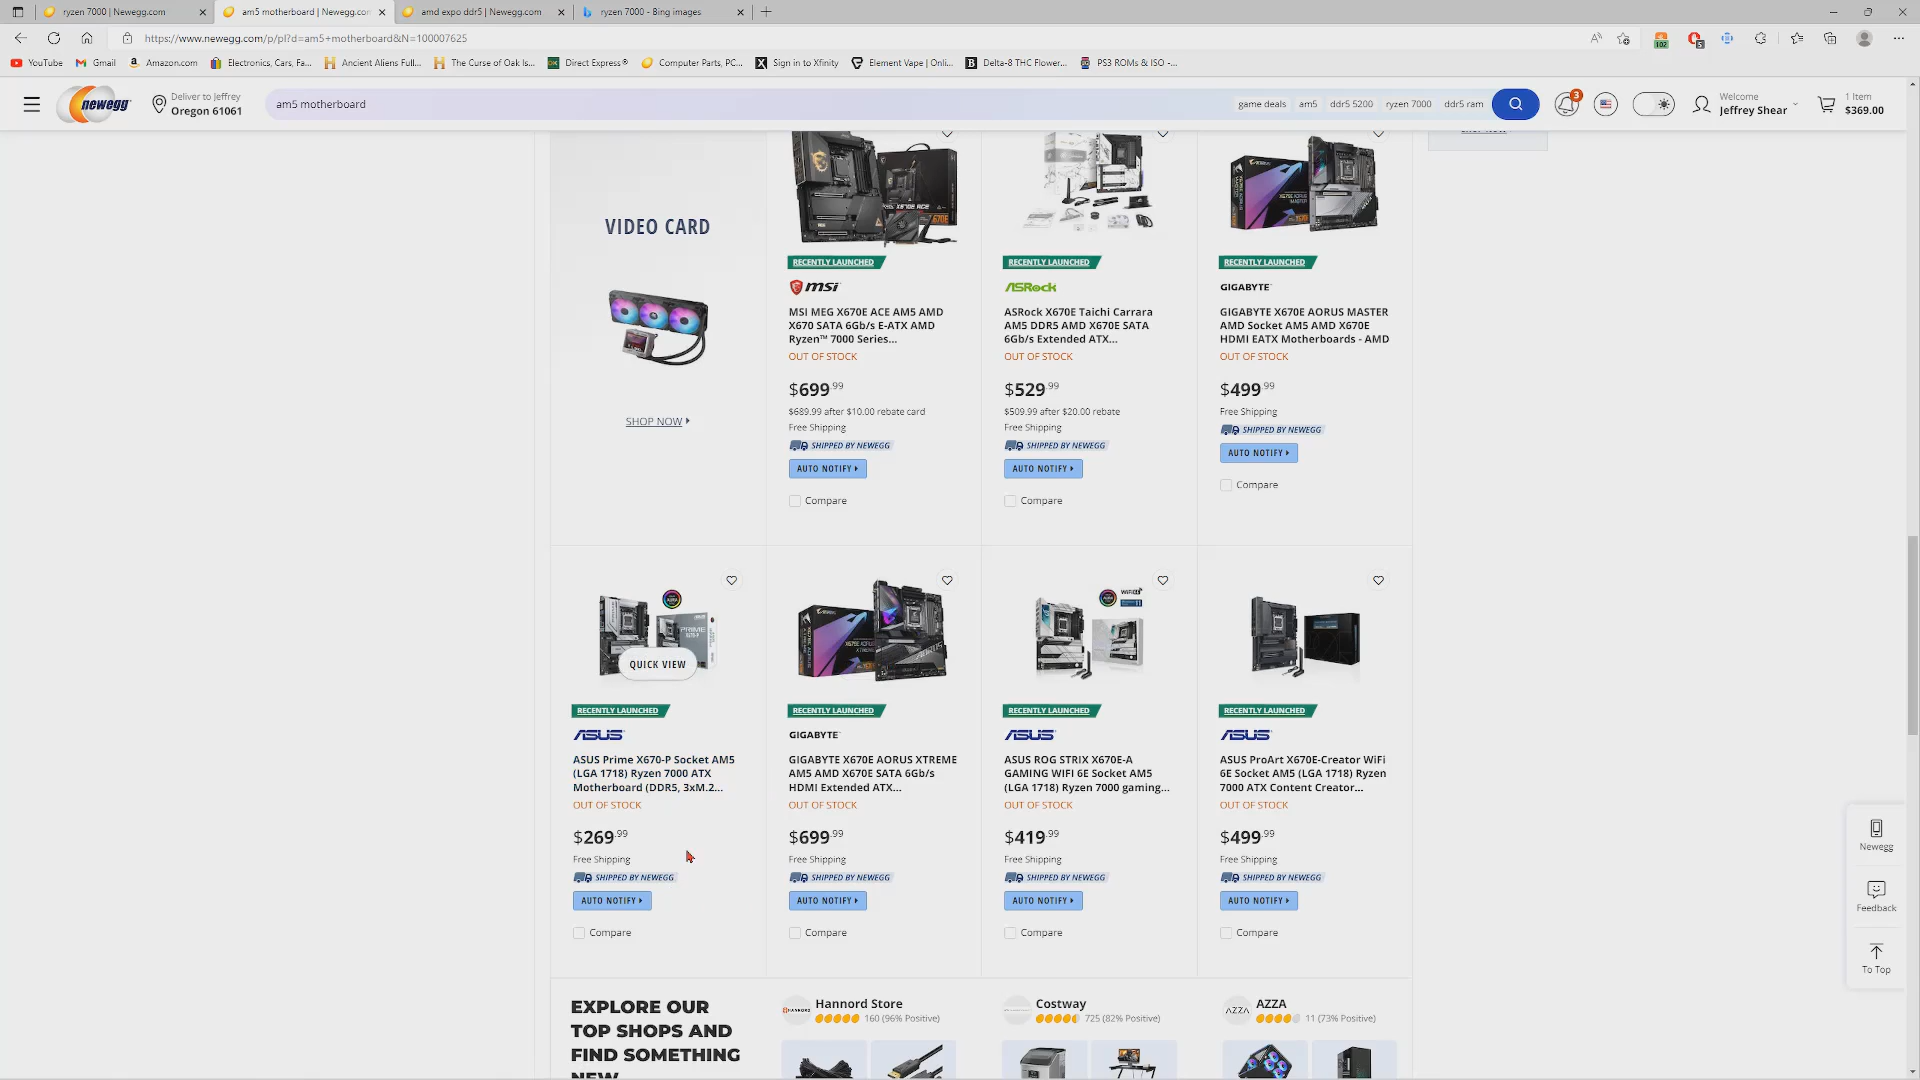 ryzen 7000 | Newegg.com
am5 motherboard | Newegg.com
amd expo ddr5 | Newegg.com
ryzen 7000 - Bing images
https://www.newegg.com/p/pl?d=am5+motherboard&N=100007625
102
5
YouTube
Gmail
Amazon.com
Electronics, Cars, Fa...
Ancient Aliens Full...
The Curse of Oak Is...
Direct Express®
Computer Parts, PC...
Sign in to Xfinity
Element Vape | Onli...
Delta-8 THC Flower...
PS3 ROMs & ISO -...
newegg
Deliver to Jeffrey
Oregon 61061
am5 motherboard
game deals
am5
ddr5 5200
ryzen 7000
ddr5 ram
3
Welcome
Jeffrey Shear
1 Item
$369.00
VIDEO CARD
SHOP NOW
RECENTLY LAUNCHED
msi
MSI MEG X670E ACE AM5 AMD
X670 SATA 6Gb/s E-ATX AMD
Ryzen™ 7000 Series...
OUT OF STOCK
$699.99
$689.99 after $10.00 rebate card
Free Shipping
SHIPPED BY NEWEGG
AUTO NOTIFY
Compare
RECENTLY LAUNCHED
ASRock
ASRock X670E Taichi Carrara
AM5 DDR5 AMD X670E SATA
6Gb/s Extended ATX...
OUT OF STOCK
$529.99
$509.99 after $20.00 rebate
Free Shipping
SHIPPED BY NEWEGG
AUTO NOTIFY
Compare
RECENTLY LAUNCHED
GIGABYTE
GIGABYTE X670E AORUS MASTER
AMD Socket AM5 AMD X670E
HDMI EATX Motherboards - AMD
OUT OF STOCK
$499.99
Free Shipping
SHIPPED BY NEWEGG
AUTO NOTIFY
Compare
QUICK VIEW
RECENTLY LAUNCHED
ASUS
ASUS Prime X670-P Socket AM5
(LGA 1718) Ryzen 7000 ATX
Motherboard (DDR5, 3xM.2...
OUT OF STOCK
$269.99
Free Shipping
SHIPPED BY NEWEGG
AUTO NOTIFY
Compare
RECENTLY LAUNCHED
GIGABYTE
GIGABYTE X670E AORUS XTREME
AM5 AMD X670E SATA 6Gb/s
HDMI Extended ATX...
OUT OF STOCK
$699.99
Free Shipping
SHIPPED BY NEWEGG
AUTO NOTIFY
Compare
RECENTLY LAUNCHED
ASUS
ASUS ROG STRIX X670E-A
GAMING WIFI 6E Socket AM5
(LGA 1718) Ryzen 7000 gaming...
OUT OF STOCK
$419.99
Free Shipping
SHIPPED BY NEWEGG
AUTO NOTIFY
Compare
RECENTLY LAUNCHED
ASUS
ASUS ProArt X670E-Creator WiFi
6E Socket AM5 (LGA 1718) Ryzen
7000 ATX Content Creator...
OUT OF STOCK
$499.99
Free Shipping
SHIPPED BY NEWEGG
AUTO NOTIFY
Compare
EXPLORE OUR
TOP SHOPS AND
FIND SOMETHING
NEW
Hannord Store
160 (96% Positive)
Costway
725 (82% Positive)
AZZA
AZZA
11 (73% Positive)
Newegg
Feedback
To Top